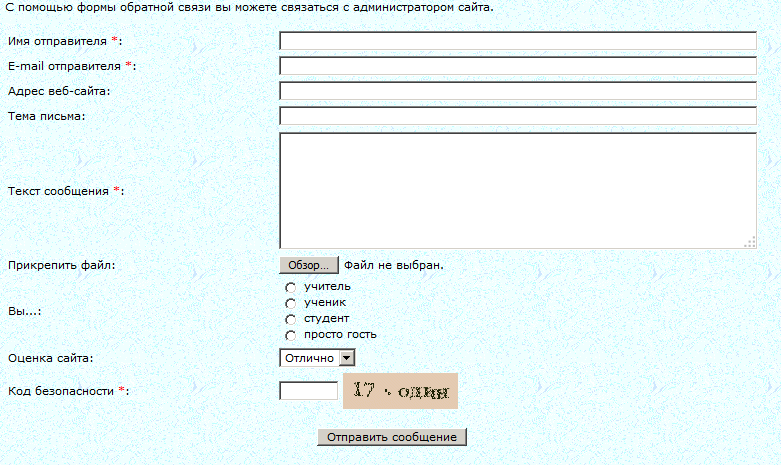 С помощью формы обратной связи вы можете связаться с администратором сайта.
Имя отправителя *:
E-mail отправителя *:
Адрес веб-сайта:
Тема письма:
Текст сообщения *:
Прикрепить файл: Обзор... Файл не выбран.
Вы...:
учитель
ученик
студент
просто гость
Оценка сайта: Отлично
Код безопасности *: 17 · один
Отправить сообщение